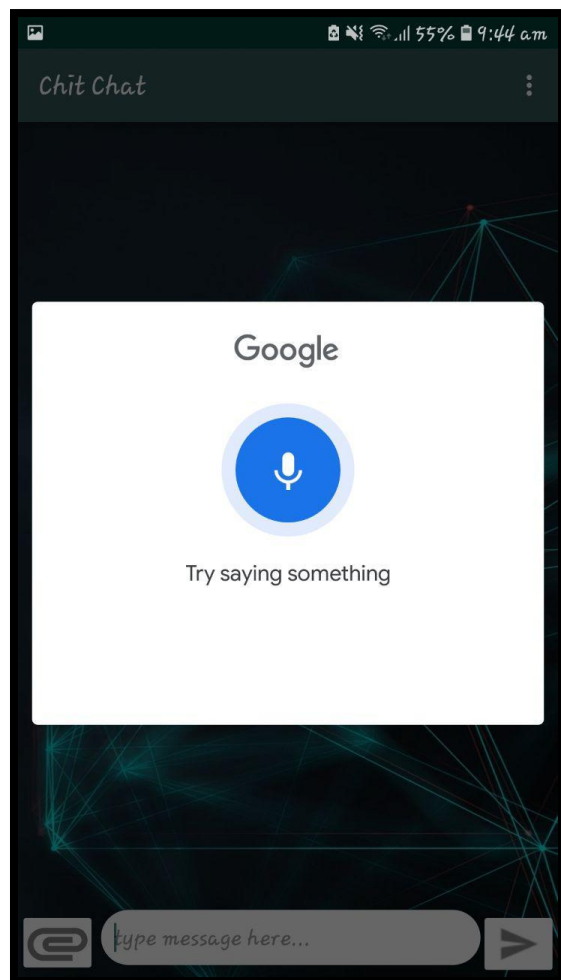 55% 9:44 am
Chit Chat
Google
Try saying something
type message here...